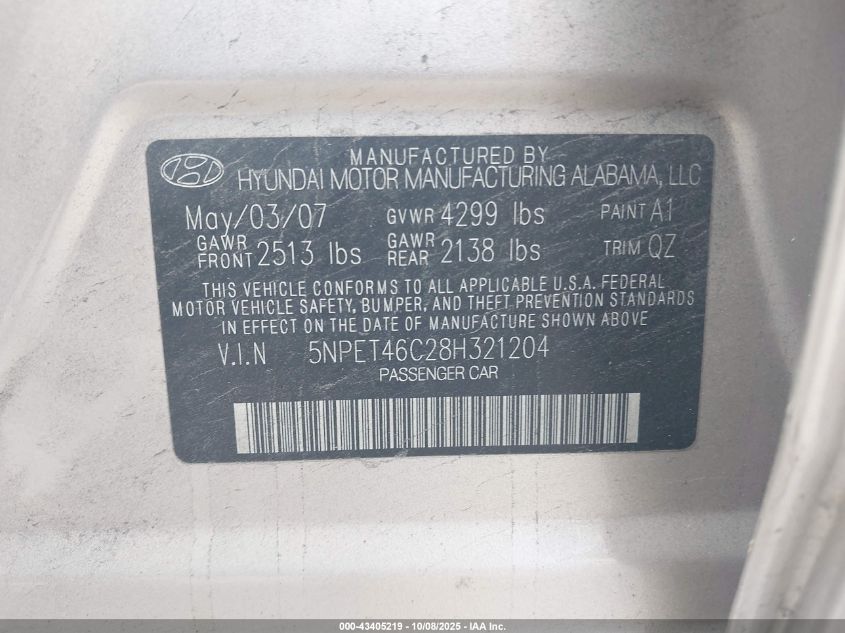 MANUFACTURED BY
HYUNDAI MOTOR MANUFACTURING ALABAMA, LLC
May/03/07 GVWR 4299 lbs PAINT A1
GAWR FRONT 2513 lbs GAWR REAR 2138 lbs TRIM QZ
THIS VEHICLE CONFORMS TO ALL APPLICABLE U.S.A. FEDERAL
MOTOR VEHICLE SAFETY, BUMPER, AND THEFT PREVENTION STANDARDS
IN EFFECT ON THE DATE OF MANUFACTURE SHOWN ABOVE
V.I.N 5NPET46C28H321204
PASSENGER CAR
000-43405219 - 10/08/2025 - IAA Inc.